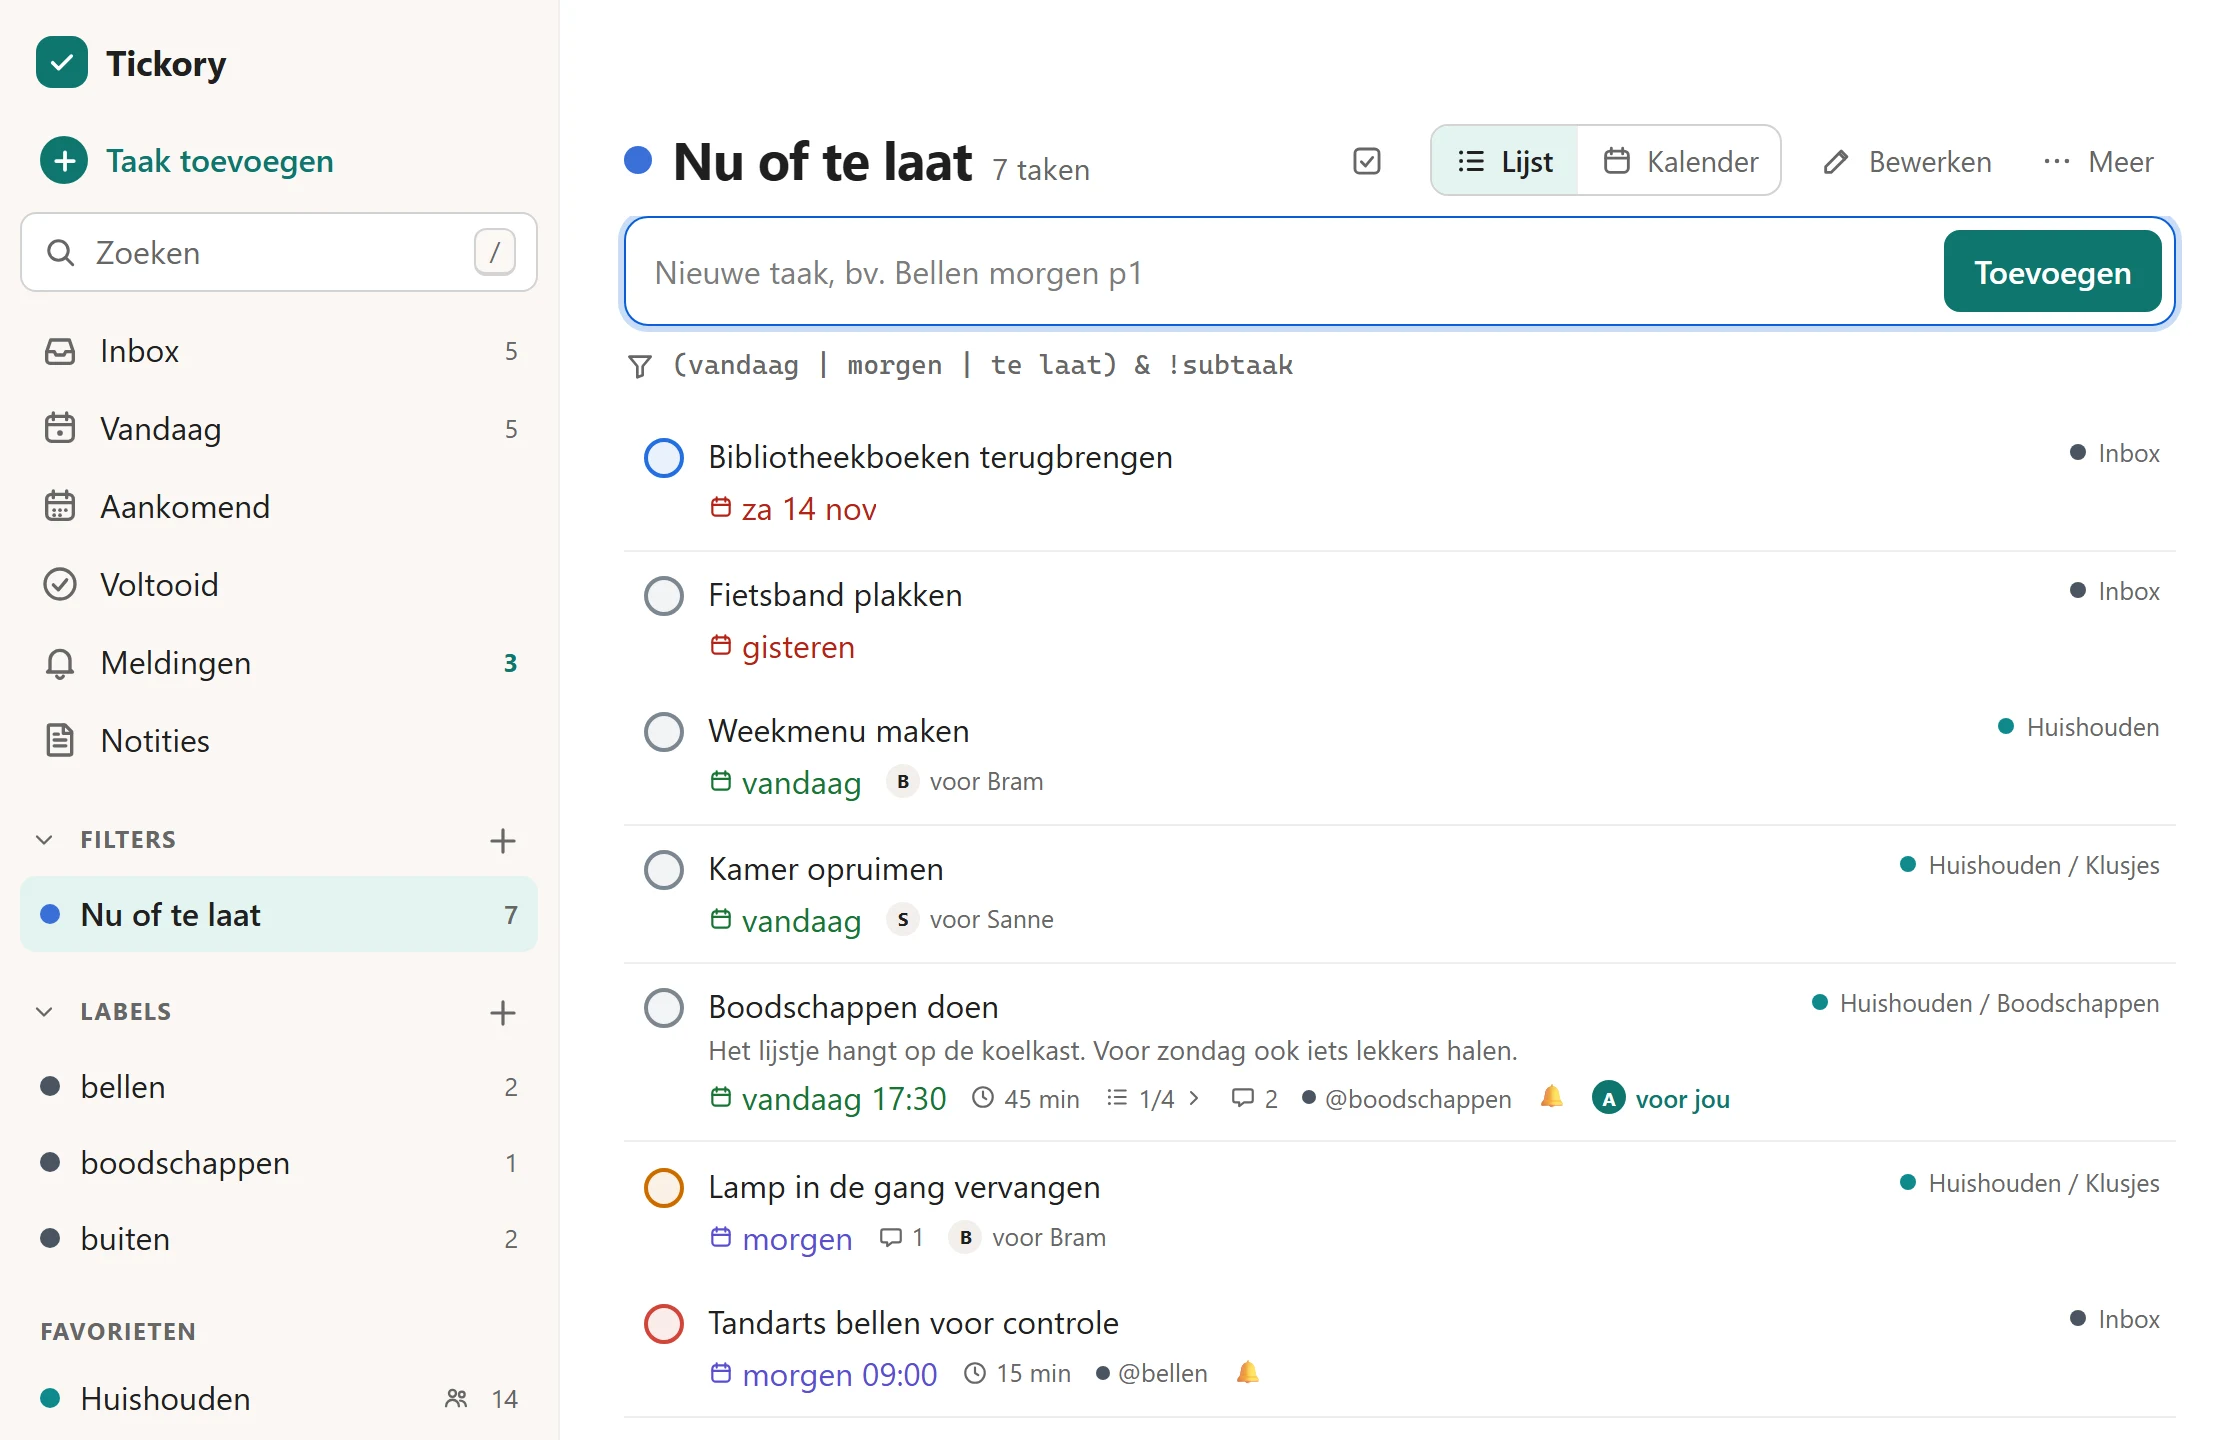 Tickory
Taak toevoegen
Zoeken /
Inbox 5
Vandaag 5
Aankomend
Voltooid
Meldingen 3
Notities
FILTERS
Nu of te laat 7
LABELS
bellen 2
boodschappen 1
buiten 2
FAVORIETEN
Huishouden 14
Nu of te laat 7 taken
Lijst Kalender Bewerken Meer
Nieuwe taak, bv. Bellen morgen p1 Toevoegen
(vandaag | morgen | te laat) & !subtaak
Bibliotheekboeken terugbrengen Inbox
za 14 nov
Fietsband plakken Inbox
gisteren
Weekmenu maken Huishouden
vandaag B voor Bram
Kamer opruimen Huishouden / Klusjes
vandaag S voor Sanne
Boodschappen doen Huishouden / Boodschappen
Het lijstje hangt op de koelkast. Voor zondag ook iets lekkers halen.
vandaag 17:30 45 min 1/4 2 @boodschappen A voor jou
Lamp in de gang vervangen Huishouden / Klusjes
morgen 1 B voor Bram
Tandarts bellen voor controle Inbox
morgen 09:00 15 min @bellen